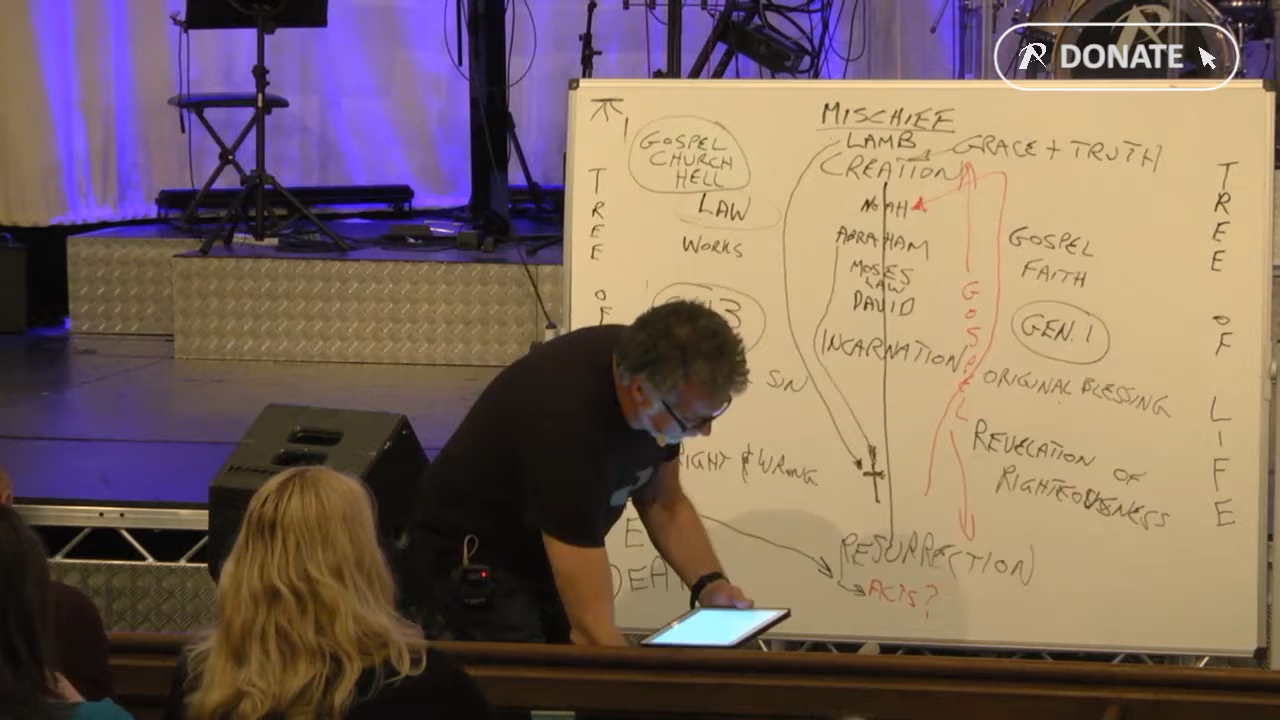 DONATE
MISCHIEF
LAMB
CREATION
GRACE + TRUTH
NOAH
ABRAHAM
MOSES
LAW
DAVID
INCARNATION
RESURRECTION
ACTS?
GOSPEL
CHURCH
HELL
LAW
WORKS
SIN
RIGHT & WRONG
TREE OF
GOSPEL
GOSPEL
FAITH
GEN. 1
ORIGINAL BLESSING
REVELATION OF
RIGHTEOUSNESS
TREE OF LIFE